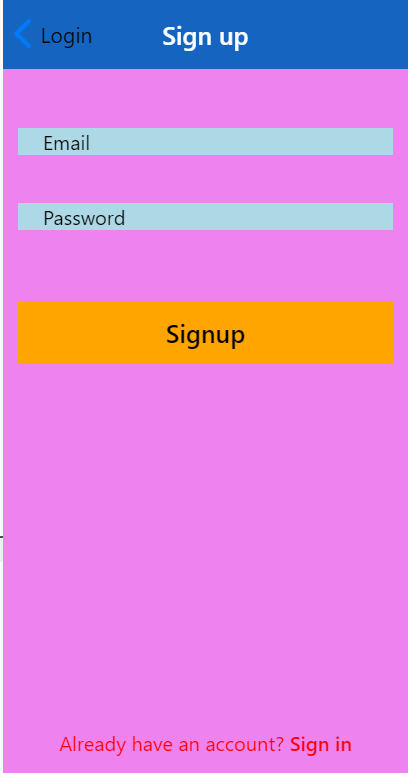 Login Sign up
Email
Password
Signup
Already have an account? Sign in